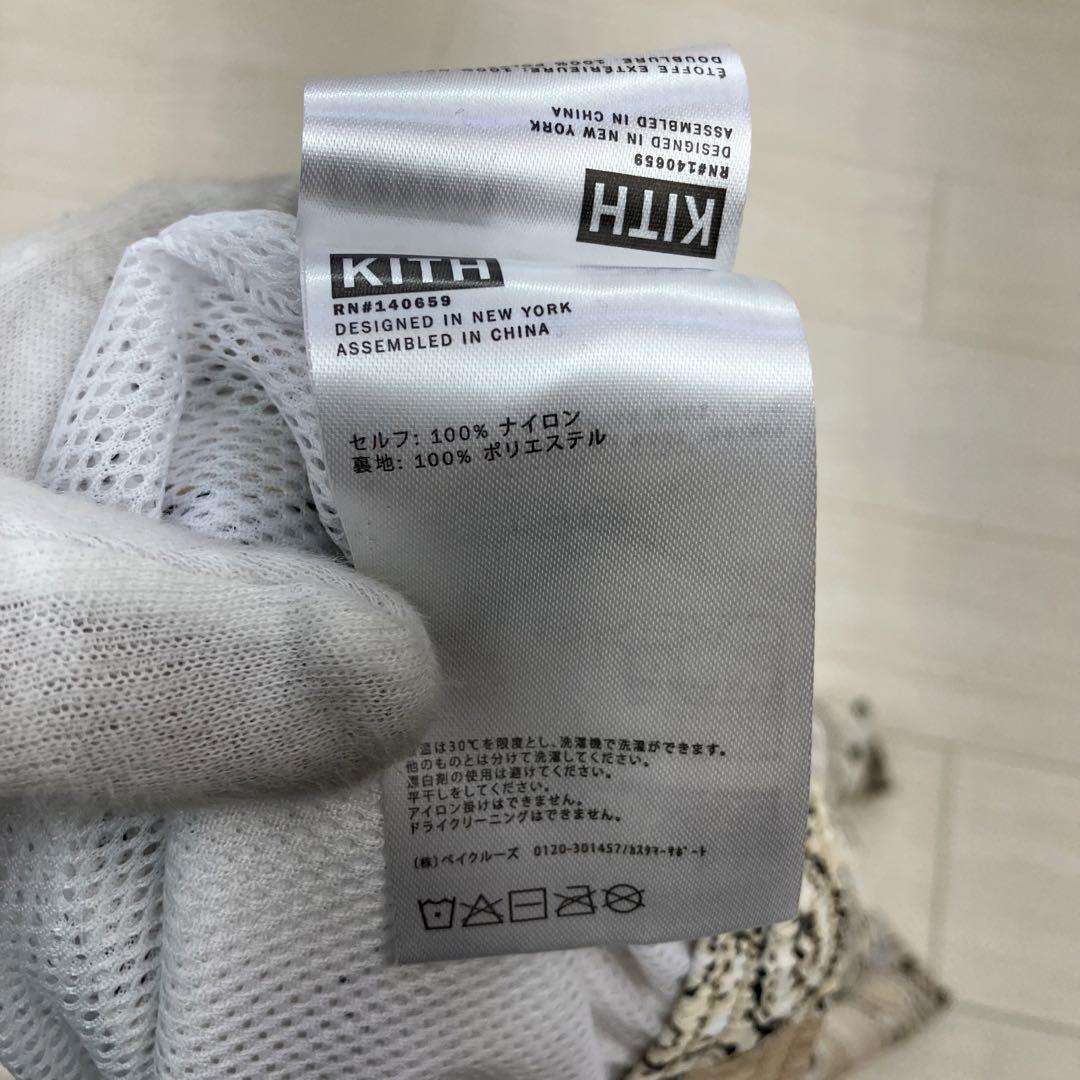 ÉTOFFE EXTÉRIEURE: 100%
DOUBLURE: 100%
ASSEMBLED IN CHINA
DESIGNED IN NEW YORK
RN#140659
KITH
KITH
RN#140659
DESIGNED IN NEW YORK
ASSEMBLED IN CHINA
セルフ: 100% ナイロン
裏地: 100% ポリエステル
温は30℃を限度とし、洗濯機で洗濯ができます。
他のものとは分けて洗濯してください。
漂白剤の使用は避けてください。
平干しをしてください。
アイロン掛けはできません。
ドライクリーニングはできません。
(株)ベイクルーズ 0120-301457/カスタマーサポート